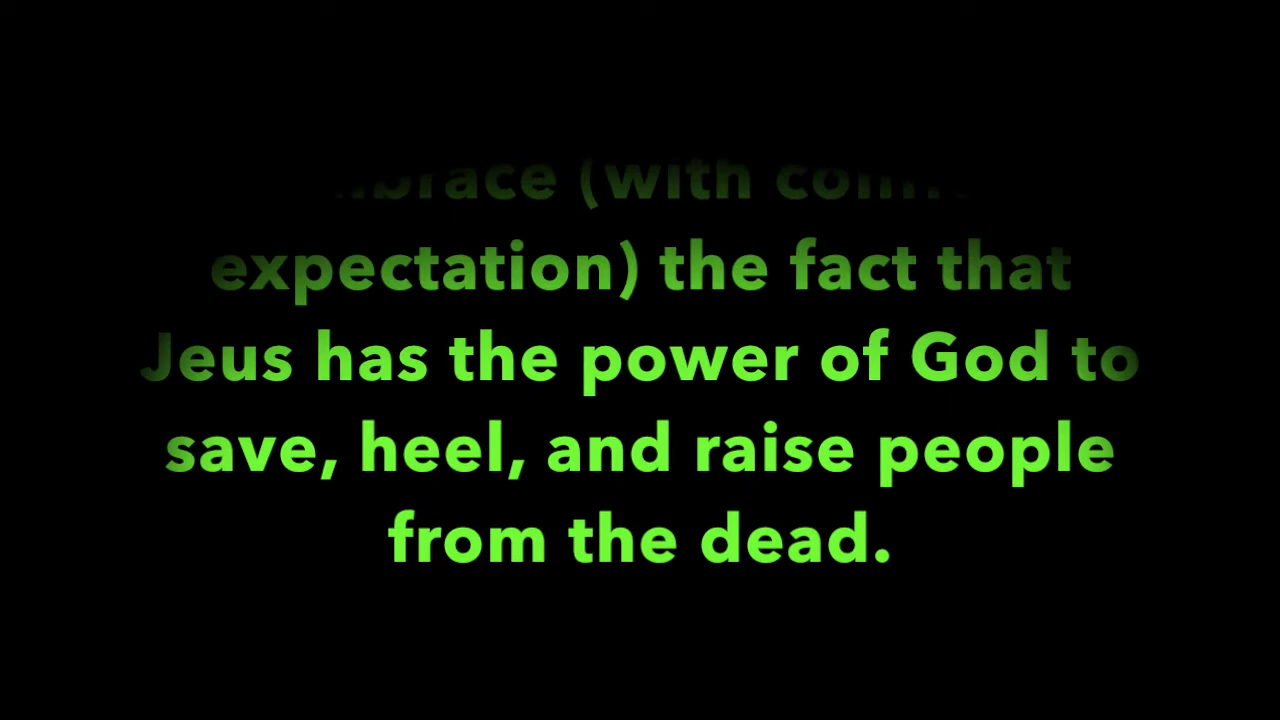 (with
expectation) the fact that
Jeus has the power of God to
save, heel, and raise people
from the dead.